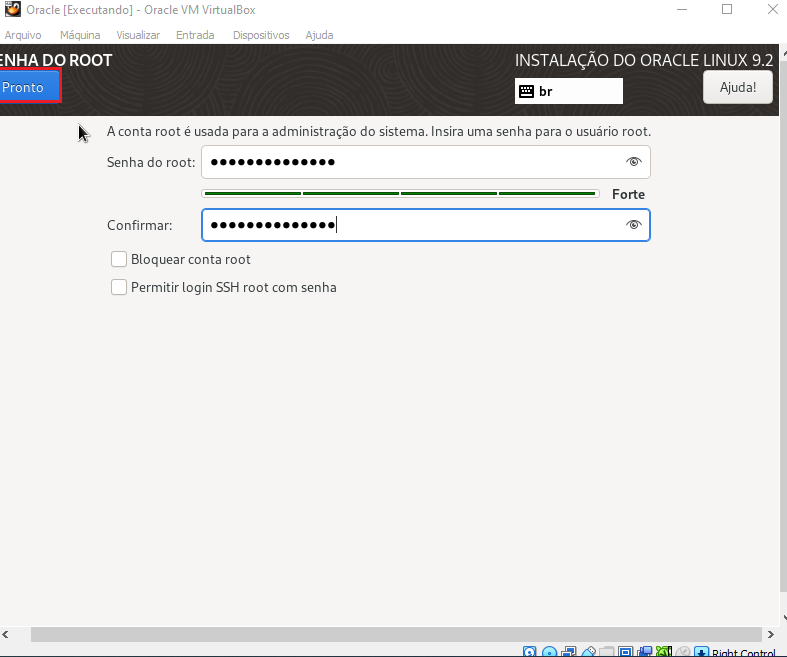 Oracle [Executando] - Oracle VM VirtualBox
Arquivo Máquina Visualizar Entrada Dispositivos Ajuda
ENHA DO ROOT INSTALAÇÃO DO ORACLE LINUX 9.2
Pronto br Ajuda!
A conta root é usada para a administração do sistema. Insira uma senha para o usuário root.
Senha do root: ●●●●●●●●●●●●●●
Forte
Confirmar: ●●●●●●●●●●●●●●
Bloquear conta root
Permitir login SSH root com senha
Right Control